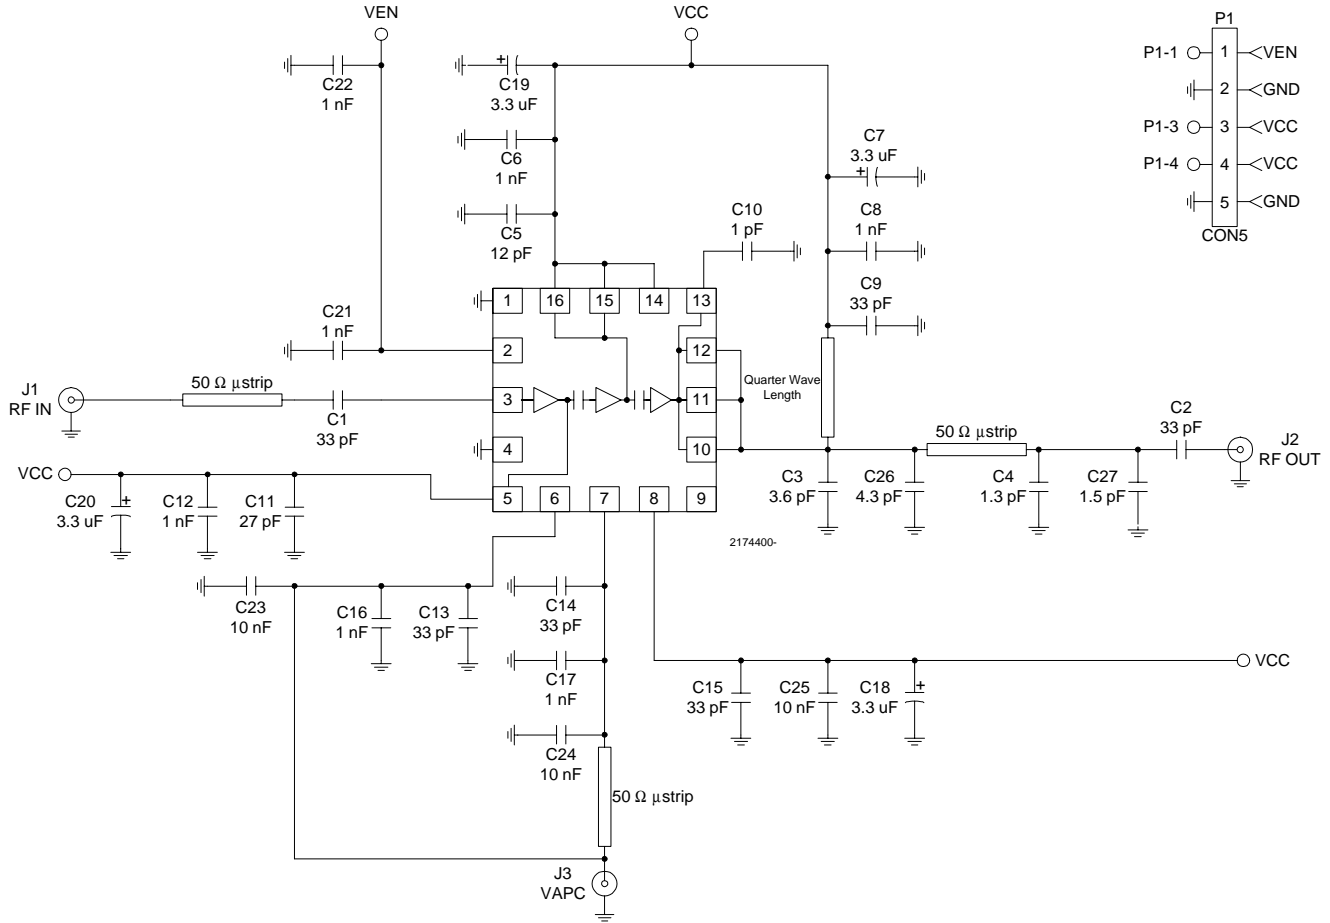 VEN
VCC
P1
P1-1
1
VEN
2
GND
P1-3
3
VCC
P1-4
4
VCC
5
GND
CON5
C22
1 nF
+
C19
3.3 uF
C6
1 nF
C5
12 pF
C7
3.3 uF
+
C8
1 nF
C9
33 pF
C10
1 pF
1
16
15
14
13
C21
1 nF
2
12
Quarter Wave
Length
J1
RF IN
50 Ω µstrip
C1
33 pF
3
11
4
10
50 Ω µstrip
C2
33 pF
J2
RF OUT
VCC
C20
3.3 uF
+
C12
1 nF
C11
27 pF
5
6
7
8
9
C3
3.6 pF
C26
4.3 pF
C4
1.3 pF
C27
1.5 pF
2174400-
C23
10 nF
C16
1 nF
C13
33 pF
C14
33 pF
C17
1 nF
C24
10 nF
C15
33 pF
C25
10 nF
C18
3.3 uF
+
VCC
50 Ω µstrip
J3
VAPC